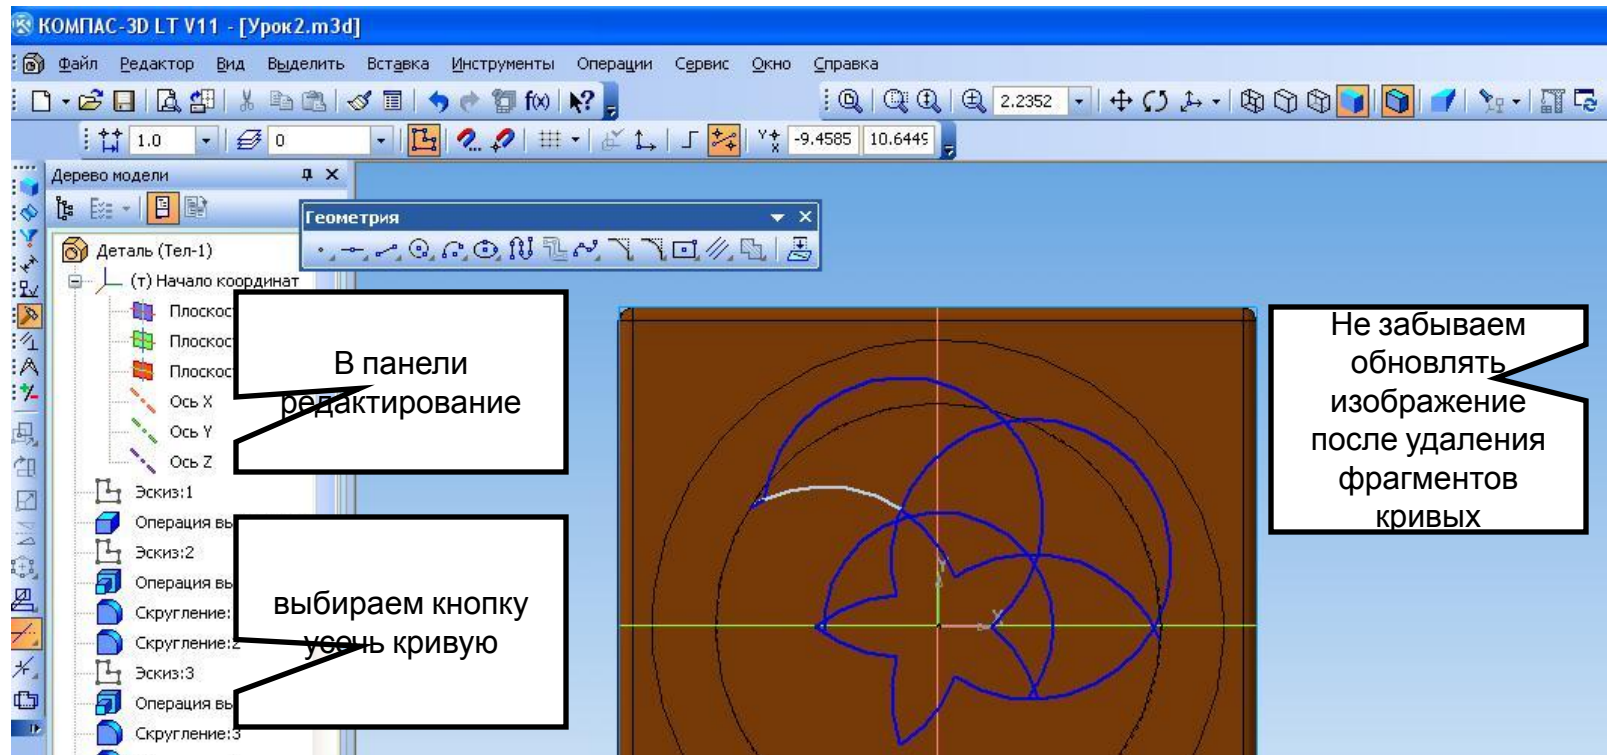 КОМПАС-3D LT V11 - [Урок2.m3d]
Файл Редактор Вид Выделить Вставка Инструменты Операции Сервис Окно Справка
f(x) 2.2352
1.0 0 -9.4585 10.6449
Дерево модели
Геометрия
Деталь (Тел-1)
(т) Начало координат
Плоскос
Плоскос
Плоскос
Ось X
Ось Y
Ось Z
Эскиз:1
Операция вы
Эскиз:2
Операция вы
Скругление:
Скругление:2
Эскиз:3
Операция вы
Скругление:3
В панели
редактирование
выбираем кнопку
усечь кривую
Не забываем
обновлять
изображение
после удаления
фрагментов
кривых
Y
X